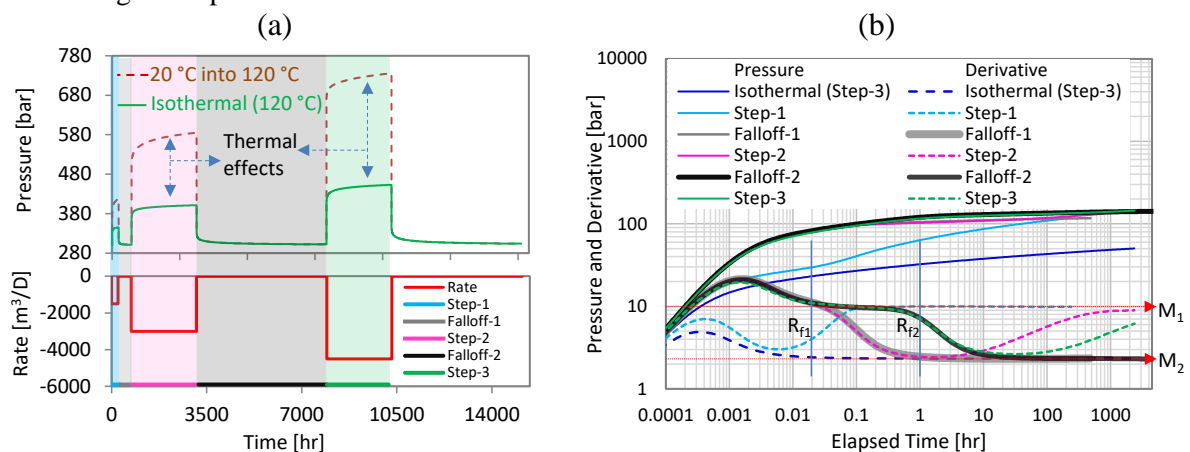 (a)
780
680
580
480
380
280
Pressure [bar]
20 °C into 120 °C
Isothermal (120 °C)
Thermal
effects
0
-2000
-4000
-6000
Rate [m³/D]
Rate
Step-1
Falloff-1
Step-2
Falloff-2
Step-3
0
3500
7000
10500
14000
Time [hr]
(b)
10000
1000
100
10
1
Pressure and Derivative [bar]
Pressure
Isothermal (Step-3)
Step-1
Falloff-1
Step-2
Falloff-2
Step-3
Derivative
Isothermal (Step-3)
Step-1
Falloff-1
Step-2
Falloff-2
Step-3
Rf1
Rf2
M1
M2
0.0001
0.001
0.01
0.1
1
10
100
1000
Elapsed Time [hr]